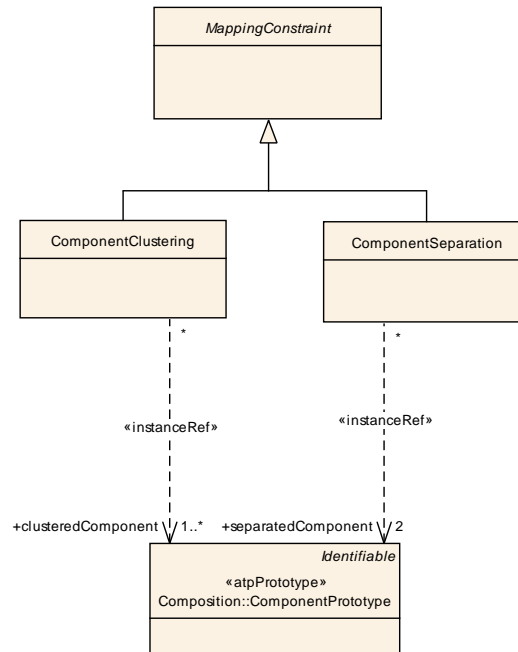 MappingConstraint
ComponentClustering
ComponentSeparation
*
*
«instanceRef»
«instanceRef»
+clusteredComponent 1..* +separatedComponent 2
Identifiable
«atpPrototype»
Composition::ComponentPrototype